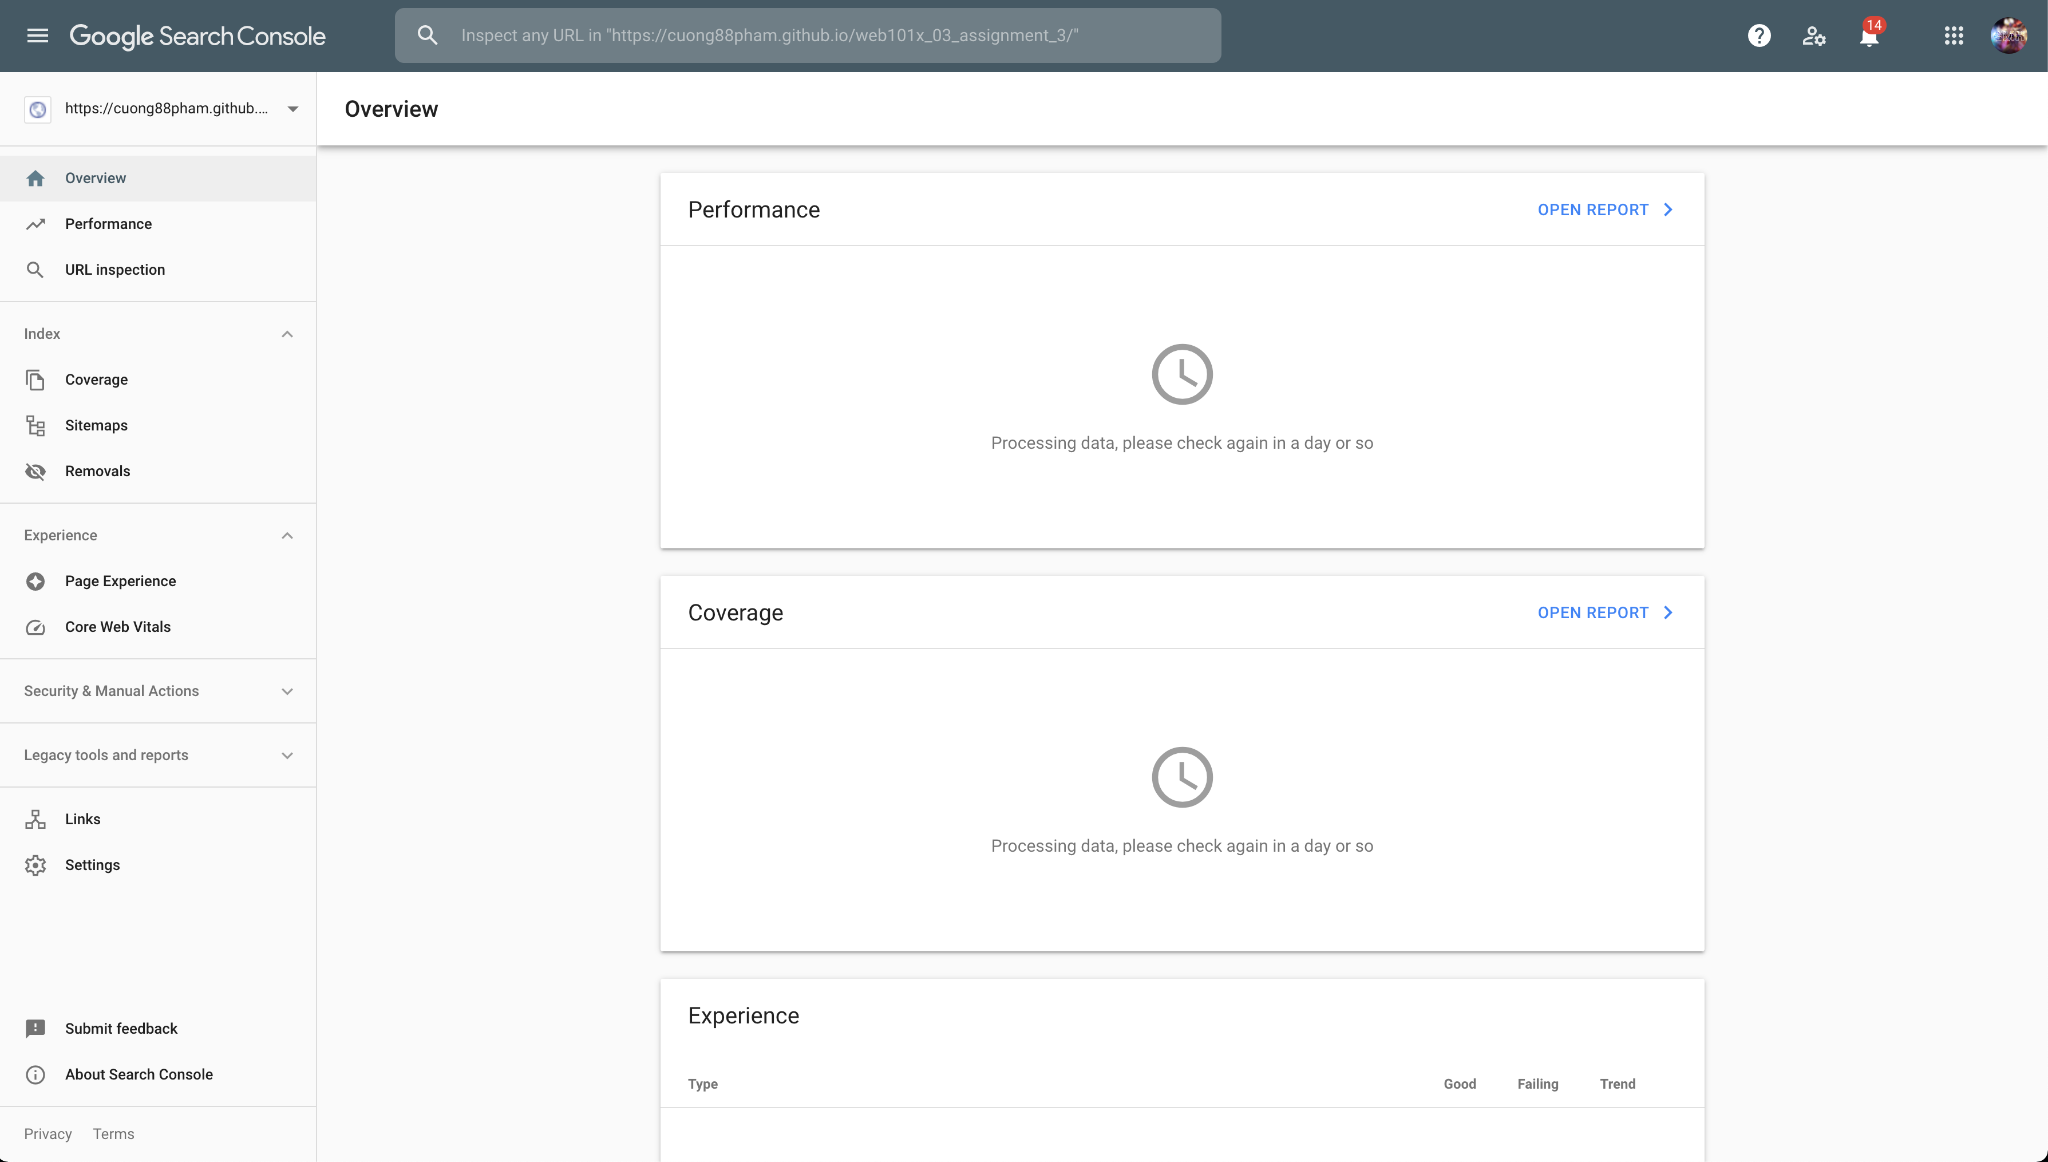 Google Search Console
Inspect any URL in "https://cuong88pham.github.io/web101x_03_assignment_3/"
14
https://cuong88pham.github....
Overview
Performance
URL inspection
Index
Coverage
Sitemaps
Removals
Experience
Page Experience
Core Web Vitals
Security & Manual Actions
Legacy tools and reports
Links
Settings
Submit feedback
About Search Console
Privacy Terms
Overview
Performance
OPEN REPORT
Processing data, please check again in a day or so
Coverage
OPEN REPORT
Processing data, please check again in a day or so
Experience
Type Good Failing Trend